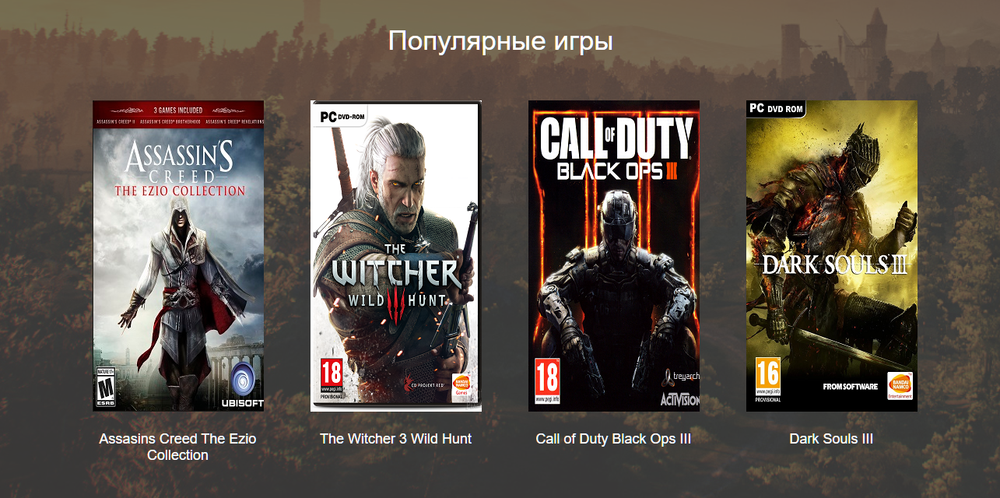 Популярные игры
3 GAMES INCLUDED
ASSASSIN'S CREED® II ASSASSIN'S CREED® BROTHERHOOD ASSASSIN'S CREED® REVELATIONS
ASSASSIN'S
CREED
THE EZIO COLLECTION
MATURE 17+
M
ESRB
UBISOFT
PC DVD-ROM
THE
WITCHER
WILD HUNT
III
18
www.pegi.info
PROVISIONAL
CD PROJEKT RED
BANDAI
NAMCO
Games
CALL OF DUTY
BLACK OPS III
18
www.pegi.info
treyarch
ACTIVISION
PC DVD ROM
DARK SOULS III
16
www.pegi.info
PROVISIONAL
FROMSOFTWARE
BANDAI
NAMCO
Entertainment
Assasins Creed The Ezio
Collection
The Witcher 3 Wild Hunt
Call of Duty Black Ops III
Dark Souls III